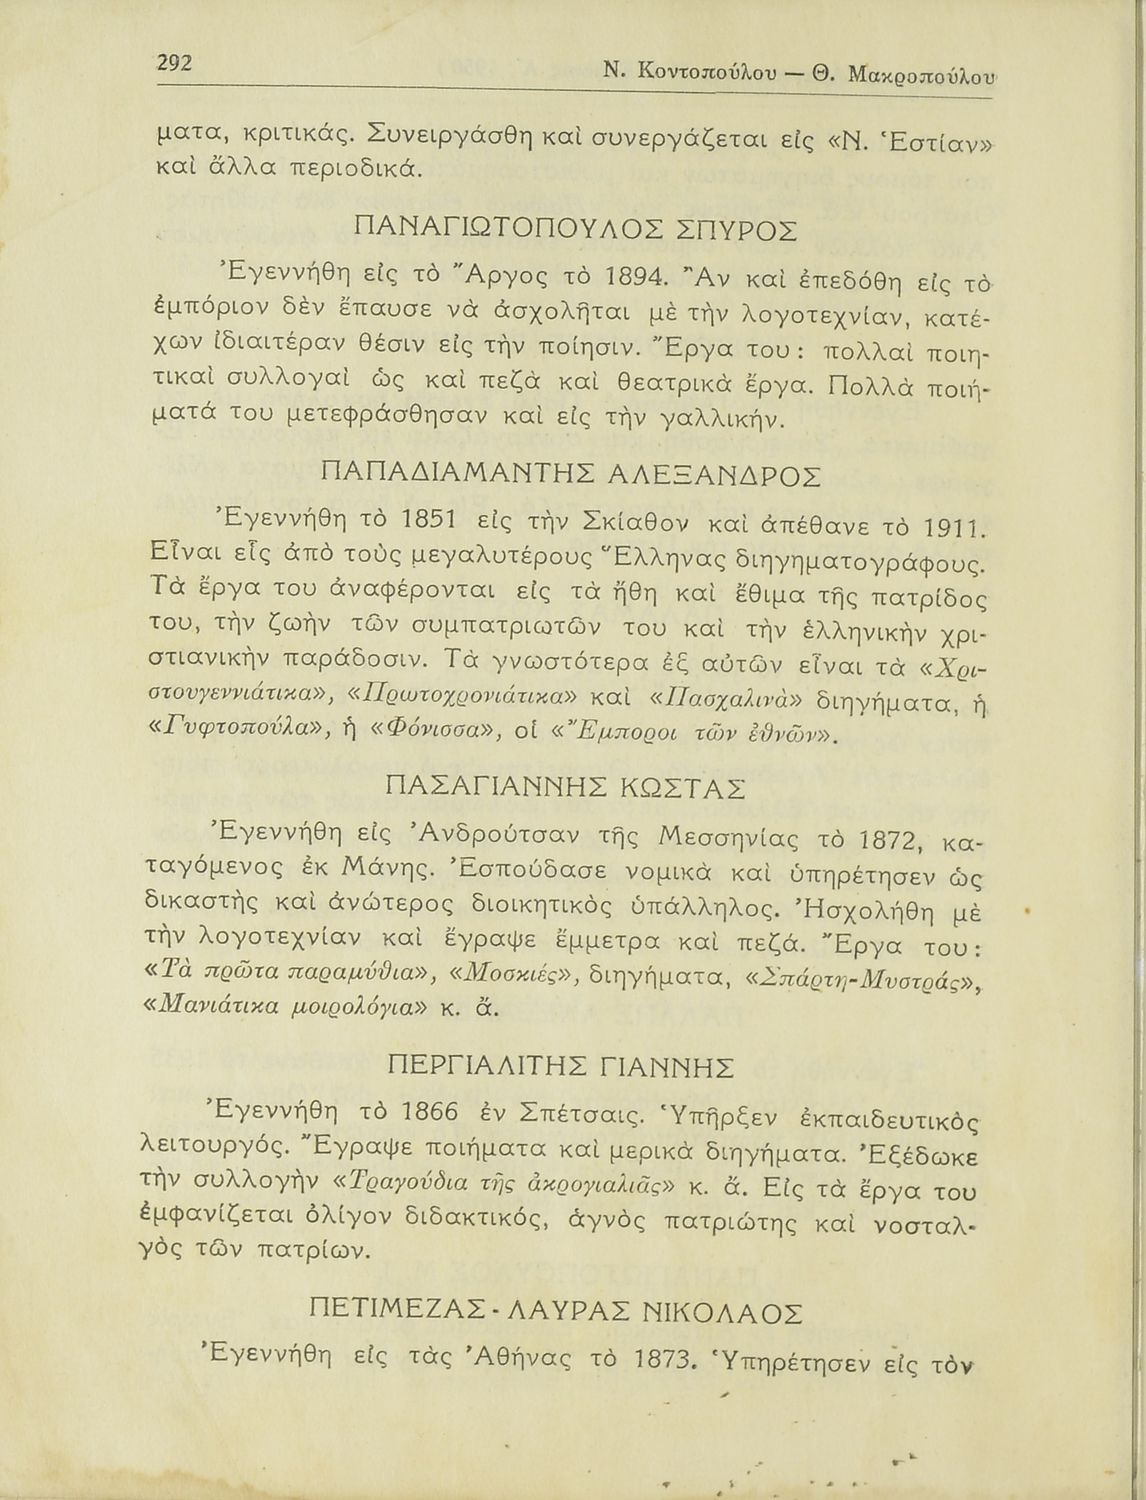 292
Ν. Κοντοπούλου — Θ. Μακροπούλου
ματα, κριτικάς. Συνειργάσθη καὶ συνεργάζεται εἰς «Ν. Ἑστίαν»
καὶ ἄλλα περιοδικά.
ΠΑΝΑΓΙΩΤΟΠΟΥΛΟΣ ΣΠΥΡΟΣ
Ἐγεννήθη εἰς τὸ Ἄργος τὸ 1894. Ἂν καὶ ἐπεδόθη εἰς τὸ
ἐμπόριον δὲν ἔπαυσε νὰ ἀσχολῆται μὲ τὴν λογοτεχνίαν, κατέ-
χων ἰδιαιτέραν θέσιν εἰς τὴν ποίησιν. Ἔργα του : πολλαὶ ποιη-
τικαὶ συλλογαὶ ὡς καὶ πεζὰ καὶ θεατρικὰ ἔργα. Πολλὰ ποιή-
ματά του μετεφράσθησαν καὶ εἰς τὴν γαλλικήν.
ΠΑΠΑΔΙΑΜΑΝΤΗΣ ΑΛΕΞΑΝΔΡΟΣ
Ἐγεννήθη τὸ 1851 εἰς τὴν Σκίαθον καὶ ἀπέθανε τὸ 1911.
Εἶναι εἷς ἀπὸ τοὺς μεγαλυτέρους Ἕλληνας διηγηματογράφους.
Τὰ ἔργα του ἀναφέρονται εἰς τὰ ἤθη καὶ ἔθιμα τῆς πατρίδος
του, τὴν ζωὴν τῶν συμπατριωτῶν του καὶ τὴν ἑλληνικὴν χρι-
στιανικὴν παράδοσιν. Τὰ γνωστότερα ἐξ αὐτῶν εἶναι τὰ «Χρι-
στουγεννιάτικα», «Πρωτοχρονιάτικα» καὶ «Πασχαλινὰ» διηγήματα, ἡ
«Γυφτοπούλα», ἡ «Φόνισσα», οἱ «Ἔμποροι τῶν ἐθνῶν».
ΠΑΣΑΓΙΑΝΝΗΣ ΚΩΣΤΑΣ
Ἐγεννήθη εἰς Ἀνδρούτσαν τῆς Μεσσηνίας τὸ 1872, κα-
ταγόμενος ἐκ Μάνης. Ἐσπούδασε νομικὰ καὶ ὑπηρέτησεν ὡς
δικαστὴς καὶ ἀνώτερος διοικητικὸς ὑπάλληλος. Ἠσχολήθη μὲ
τὴν λογοτεχνίαν καὶ ἔγραψε ἔμμετρα καὶ πεζά. Ἔργα του :
«Τὰ πρῶτα παραμύθια», «Μοσκιές», διηγήματα, «Σπάρτη-Μυστράς»,
«Μανιάτικα μοιρολόγια» κ. ἄ.
ΠΕΡΓΙΑΛΙΤΗΣ ΓΙΑΝΝΗΣ
Ἐγεννήθη τὸ 1866 ἐν Σπέτσαις. Ὑπῆρξεν ἐκπαιδευτικὸς
λειτουργός. Ἔγραψε ποιήματα καὶ μερικὰ διηγήματα. Ἐξέδωκε
τὴν συλλογὴν «Τραγούδια τῆς ἀκρογιαλιᾶς» κ. ἄ. Εἰς τὰ ἔργα του
ἐμφανίζεται ὀλίγον διδακτικός, ἁγνὸς πατριώτης καὶ νοσταλ-
γὸς τῶν πατρίων.
ΠΕΤΙΜΕΖΑΣ - ΛΑΥΡΑΣ ΝΙΚΟΛΑΟΣ
Ἐγεννήθη εἰς τὰς Ἀθήνας τὸ 1873. Ὑπηρέτησεν εἰς τὸν